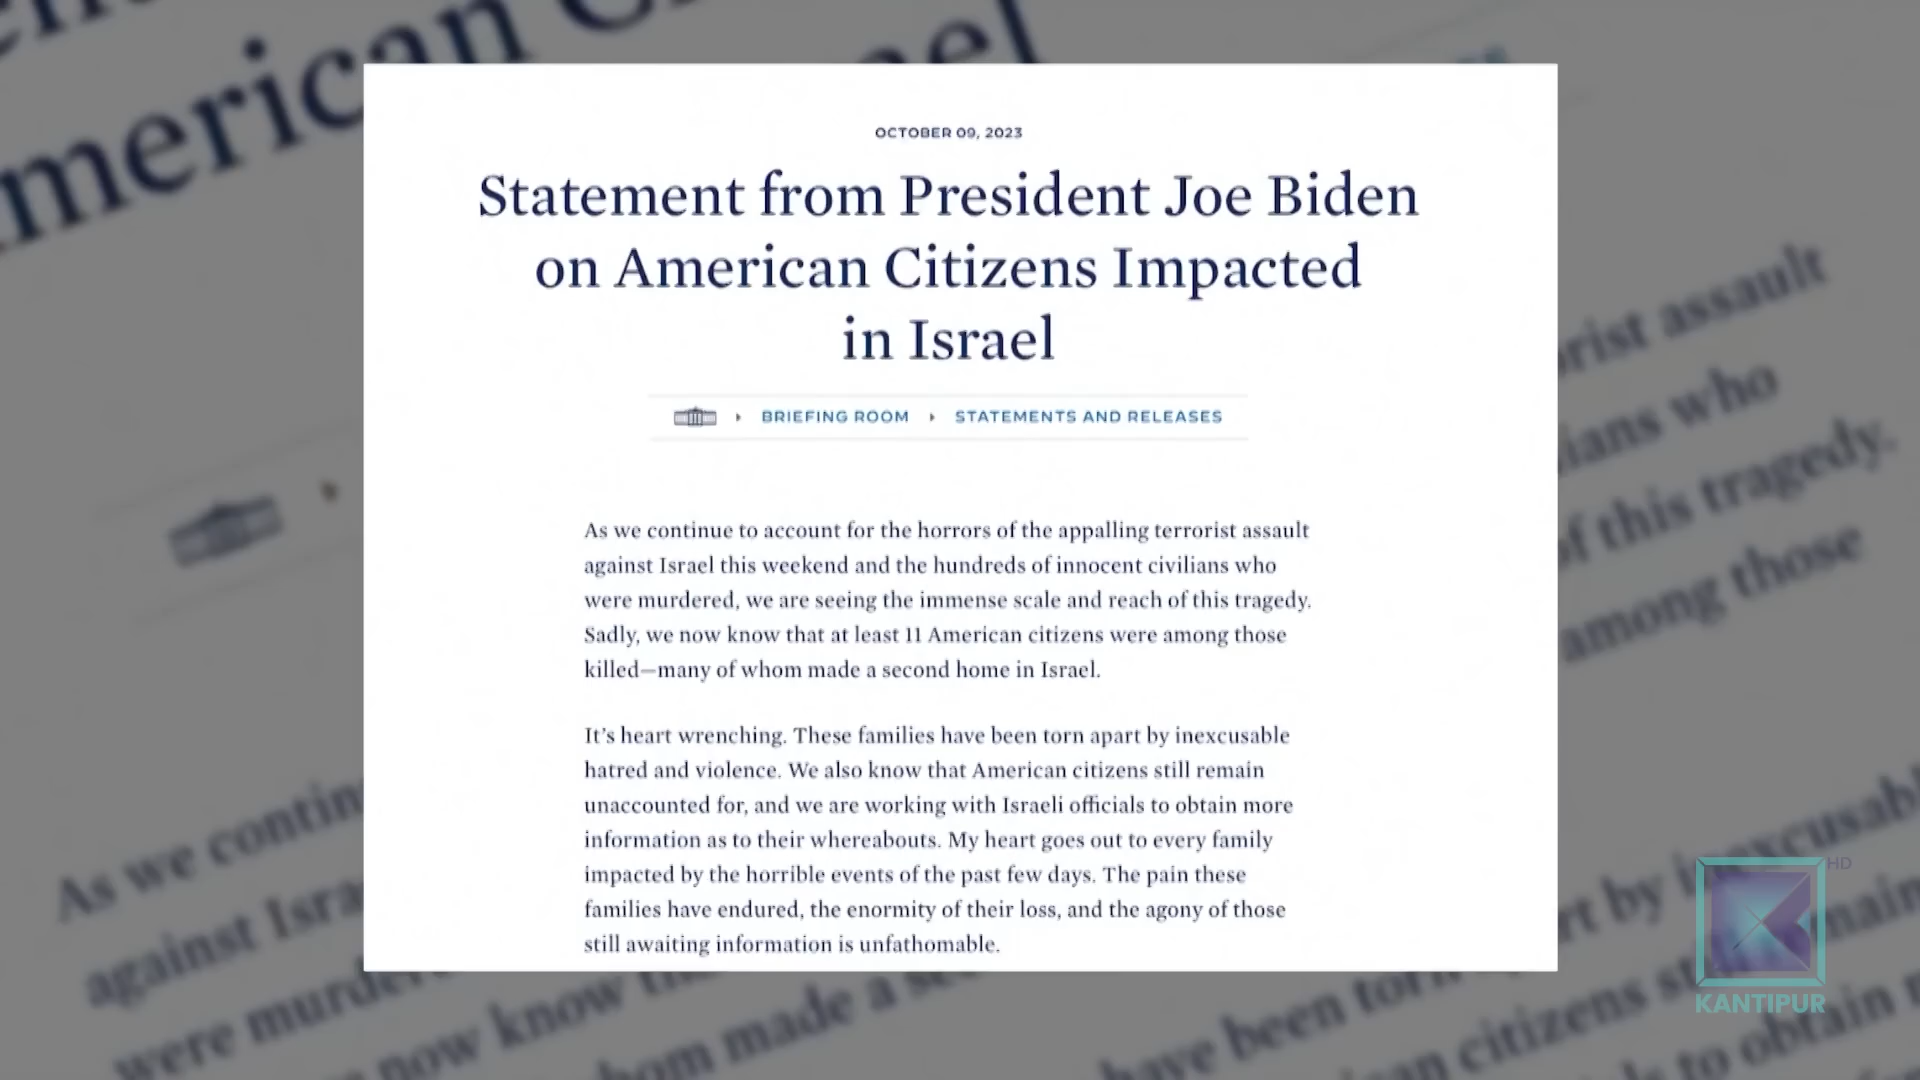 OCTOBER 09, 2023
Statement from President Joe Biden
on American Citizens Impacted
in Israel
BRIEFING ROOM
STATEMENTS AND RELEASES
As we continue to account for the horrors of the appalling terrorist assault
against Israel this weekend and the hundreds of innocent civilians who
were murdered, we are seeing the immense scale and reach of this tragedy.
Sadly, we now know that at least 11 American citizens were among those
killed—many of whom made a second home in Israel.
It’s heart wrenching. These families have been torn apart by inexcusable
hatred and violence. We also know that American citizens still remain
unaccounted for, and we are working with Israeli officials to obtain more
information as to their whereabouts. My heart goes out to every family
impacted by the horrible events of the past few days. The pain these
families have endured, the enormity of their loss, and the agony of those
still awaiting information is unfathomable.
HD
KANTIPUR